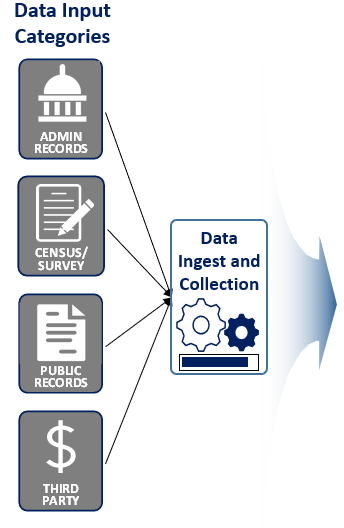 Data Input
Categories
ADMIN
RECORDS
CENSUS/
SURVEY
PUBLIC
RECORDS
$
THIRD
PARTY
Data
Ingest and
Collection